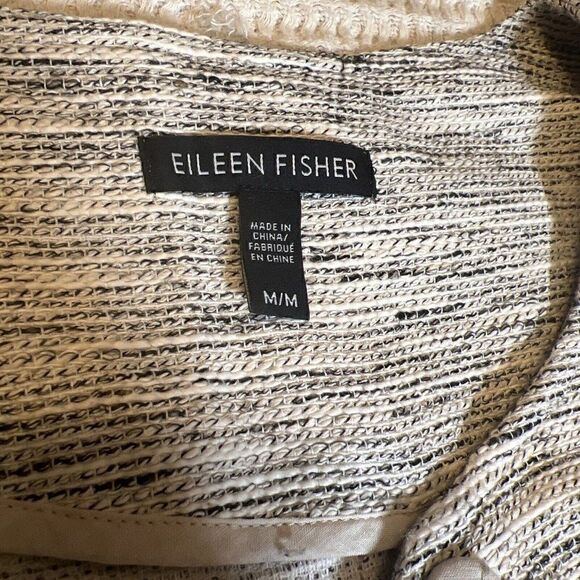 EILEEN FISHER
MADE IN
CHINA/
FABRIQUÉ
EN CHINE
M/M